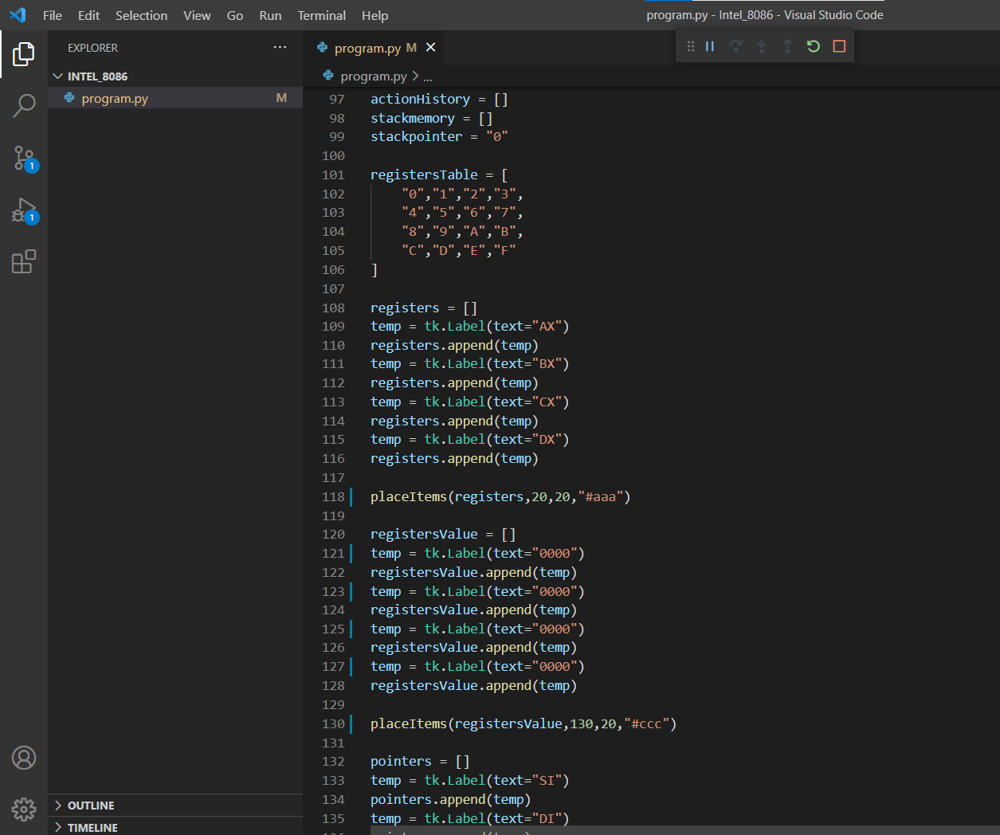 File Edit Selection View Go Run Terminal Help
program.py - Intel_8086 - Visual Studio Code
EXPLORER
INTEL_8086
program.py M
1
1
OUTLINE
TIMELINE
program.py M
program.py > ...
97 actionHistory = []
98 stackmemory = []
99 stackpointer = "0"
100
101 registersTable = [
102 "0","1","2","3",
103 "4","5","6","7",
104 "8","9","A","B",
105 "C","D","E","F"
106 ]
107
108 registers = []
109 temp = tk.Label(text="AX")
110 registers.append(temp)
111 temp = tk.Label(text="BX")
112 registers.append(temp)
113 temp = tk.Label(text="CX")
114 registers.append(temp)
115 temp = tk.Label(text="DX")
116 registers.append(temp)
117
118 placeItems(registers,20,20,"#aaa")
119
120 registersValue = []
121 temp = tk.Label(text="0000")
122 registersValue.append(temp)
123 temp = tk.Label(text="0000")
124 registersValue.append(temp)
125 temp = tk.Label(text="0000")
126 registersValue.append(temp)
127 temp = tk.Label(text="0000")
128 registersValue.append(temp)
129
130 placeItems(registersValue,130,20,"#ccc")
131
132 pointers = []
133 temp = tk.Label(text="SI")
134 pointers.append(temp)
135 temp = tk.Label(text="DI")